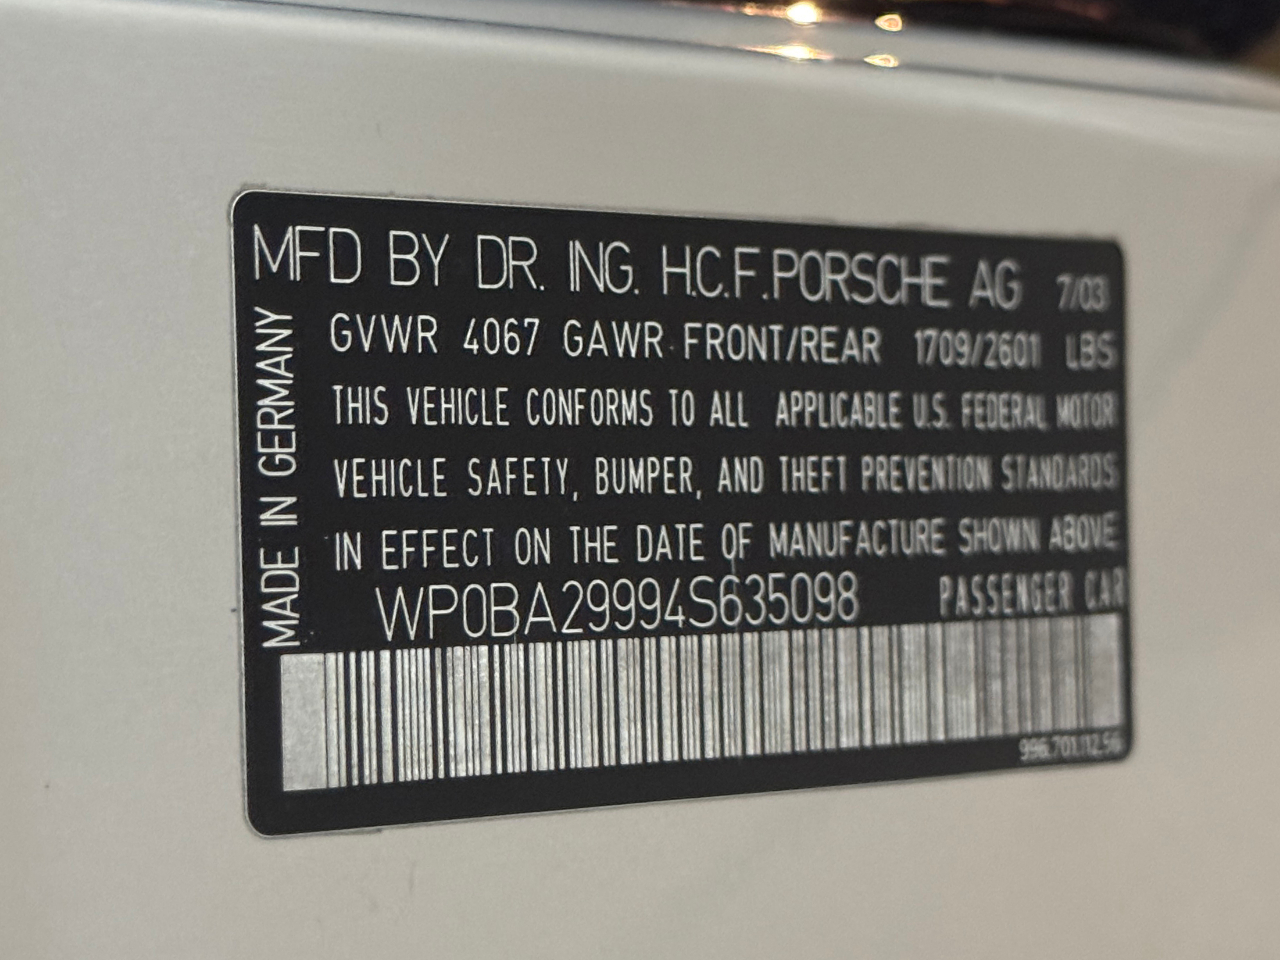 MFD BY DR. ING. H.C.F.PORSCHE AG 7/03
GVWR 4067 GAWR FRONT/REAR 1709/2601 LBS
THIS VEHICLE CONFORMS TO ALL APPLICABLE U.S. FEDERAL MOTOR
VEHICLE SAFETY, BUMPER, AND THEFT PREVENTION STANDARDS
IN EFFECT ON THE DATE OF MANUFACTURE SHOWN ABOVE
WP0BA29994S635098 PASSENGER CAR
996.701.112.56
MADE IN GERMANY